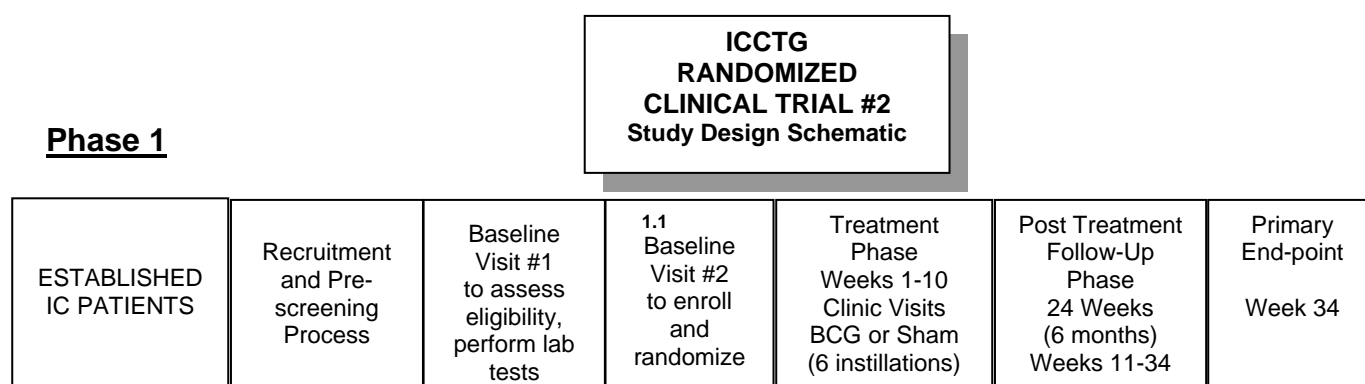 ICCTG
RANDOMIZED
CLINICAL TRIAL #2
Study Design Schematic
Phase 1
ESTABLISHED
IC PATIENTS
Recruitment
and Pre-
screening
Process
Baseline
Visit #1
to assess
eligibility,
perform lab
tests
1.1
Baseline
Visit #2
to enroll
and
randomize
Treatment
Phase
Weeks 1-10
Clinic Visits
BCG or Sham
(6 instillations)
Post Treatment
Follow-Up
Phase
24 Weeks
(6 months)
Weeks 11-34
Primary
End-point
Week 34